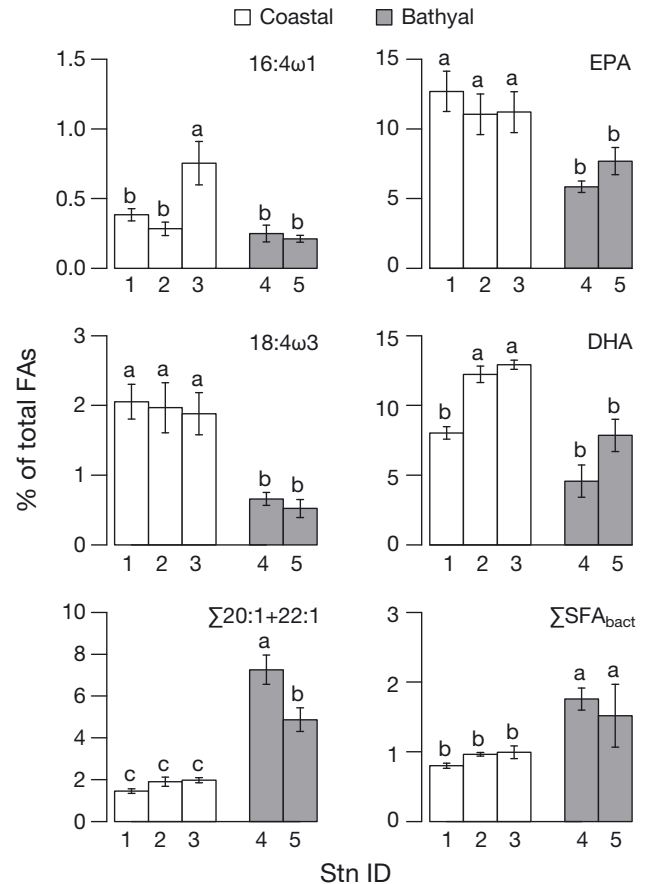 Coastal Bathyal
16:4ω1
1.5
1.0
0.5
0.0
b b a b b
1 2 3 4 5
EPA
15
10
5
0
a a a b b
1 2 3 4 5
18:4ω3
3
2
1
0
a a a b b
1 2 3 4 5
DHA
15
10
5
0
b a a b b
1 2 3 4 5
∑20:1+22:1
10
8
6
4
2
0
c c c a b
1 2 3 4 5
∑SFAbact
3
2
1
0
b b b a a
1 2 3 4 5
% of total FAs
Stn ID